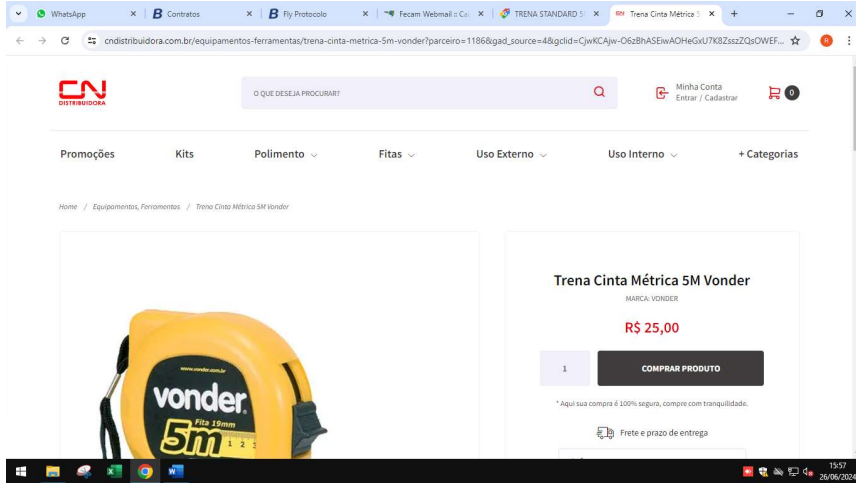 WhatsApp
Contratos
Fly Protocolo
Fecam Webmail ::
TRENA STANDARD
Trena Cinta Métrica
cndistribuidora.com.br/equipamentos-ferramentas/trena-cinta-metrica-5m-vonder?parceiro=1186&gad_source=4&gclid=CjwKCAjw-O6zBhASEiwAOHeGxU7K8ZsszZQsOWEF...
R
CN
DISTRIBUIDORA
O QUE DESEJA PROCURAR?
Minha Conta
Entrar / Cadastrar
0
Promoções Kits Polimento Fitas Uso Externo Uso Interno + Categorias
Home / Equipamentos, Ferramentas / Trena Cinta Métrica 5M Vonder
www.vonder.com.br
vonder
Fita 19mm
5m
1 2 3
Trena Cinta Métrica 5M Vonder
MARCA: VONDER
R$ 25,00
1
COMPRAR PRODUTO
* Aqui sua compra é 100% segura, compre com tranquilidade.
Frete e prazo de entrega
15:57
26/06/2024